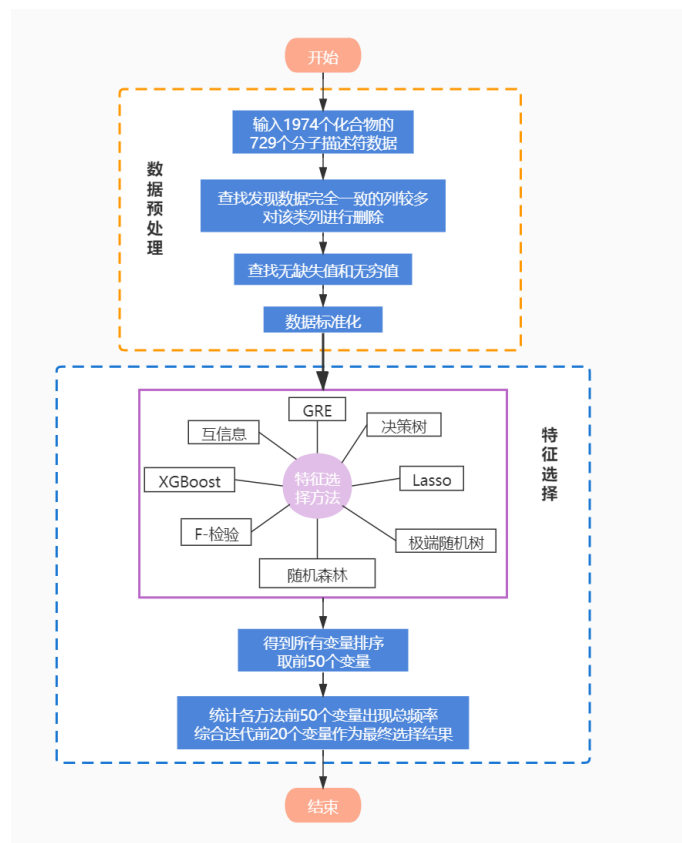 开始
数据预处理
输入1974个化合物的
729个分子描述符数据
查找发现数据完全一致的列较多
对该类列进行删除
查找无缺失值和无穷值
数据标准化
特征选择
GRE
互信息
决策树
XGBoost
特征选
择方法
Lasso
F-检验
极端随机树
随机森林
得到所有变量排序
取前50个变量
统计各方法前50个变量出现总频率
综合迭代前20个变量作为最终选择结果
结束